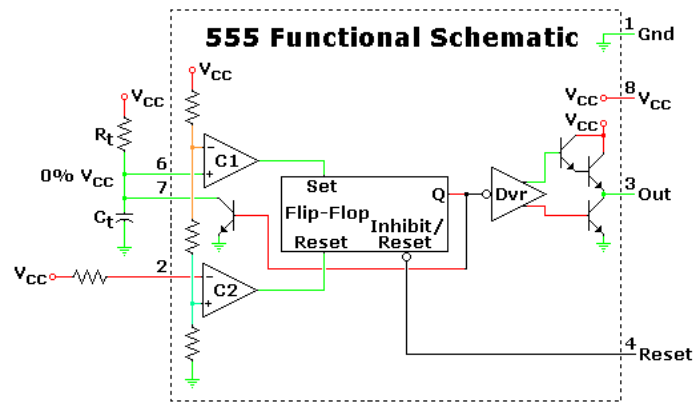 555 Functional Schematic
1 Gnd
8 VCC
VCC
VCC
VCC
VCC
Rt
0% VCC
6
7
Ct
- + C1
Set
Flip-Flop
Reset
Q
Inhibit/
Reset
Dvr
3 Out
VCC
2
- + C2
4 Reset